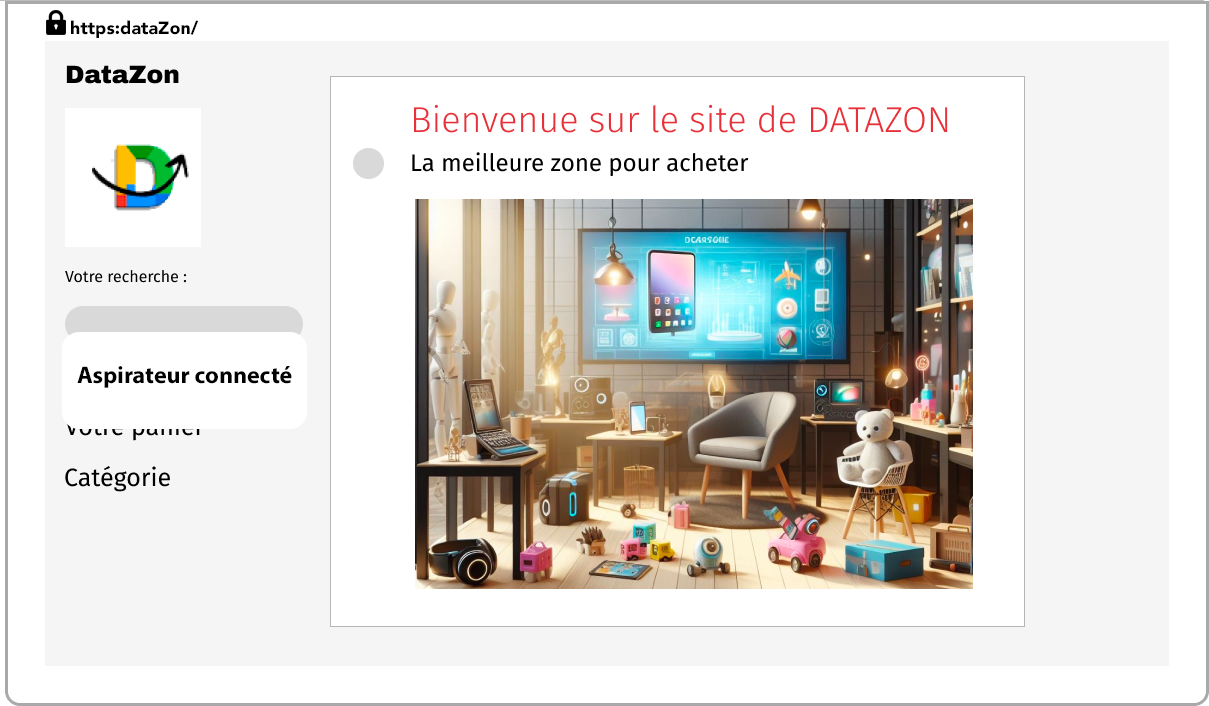 https:dataZon/
DataZon
Votre recherche :
Aspirateur connecté
Votre panier
Catégorie
Bienvenue sur le site de DATAZON
La meilleure zone pour acheter